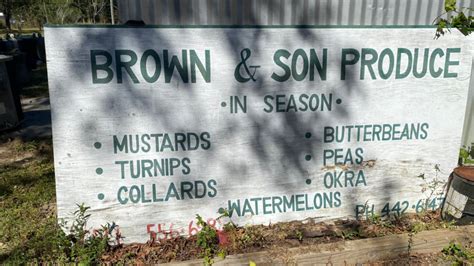 BROWN & SON PRODUCE
• IN SEASON •
• MUSTARDS
• TURNIPS
• COLLARDS
• BUTTERBEANS
• PEAS
• OKRA
• WATERMELONS
PH 442-6147